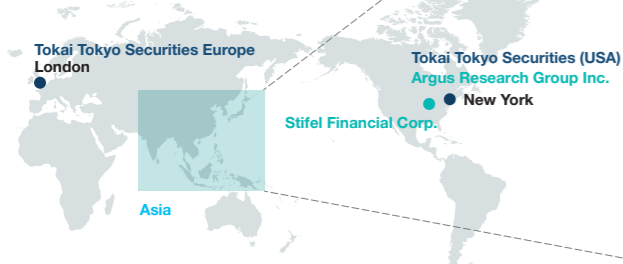 Tokai Tokyo Securities Europe
London
Tokai Tokyo Securities (USA)
Argus Research Group Inc.
New York
Stifel Financial Corp.
Asia